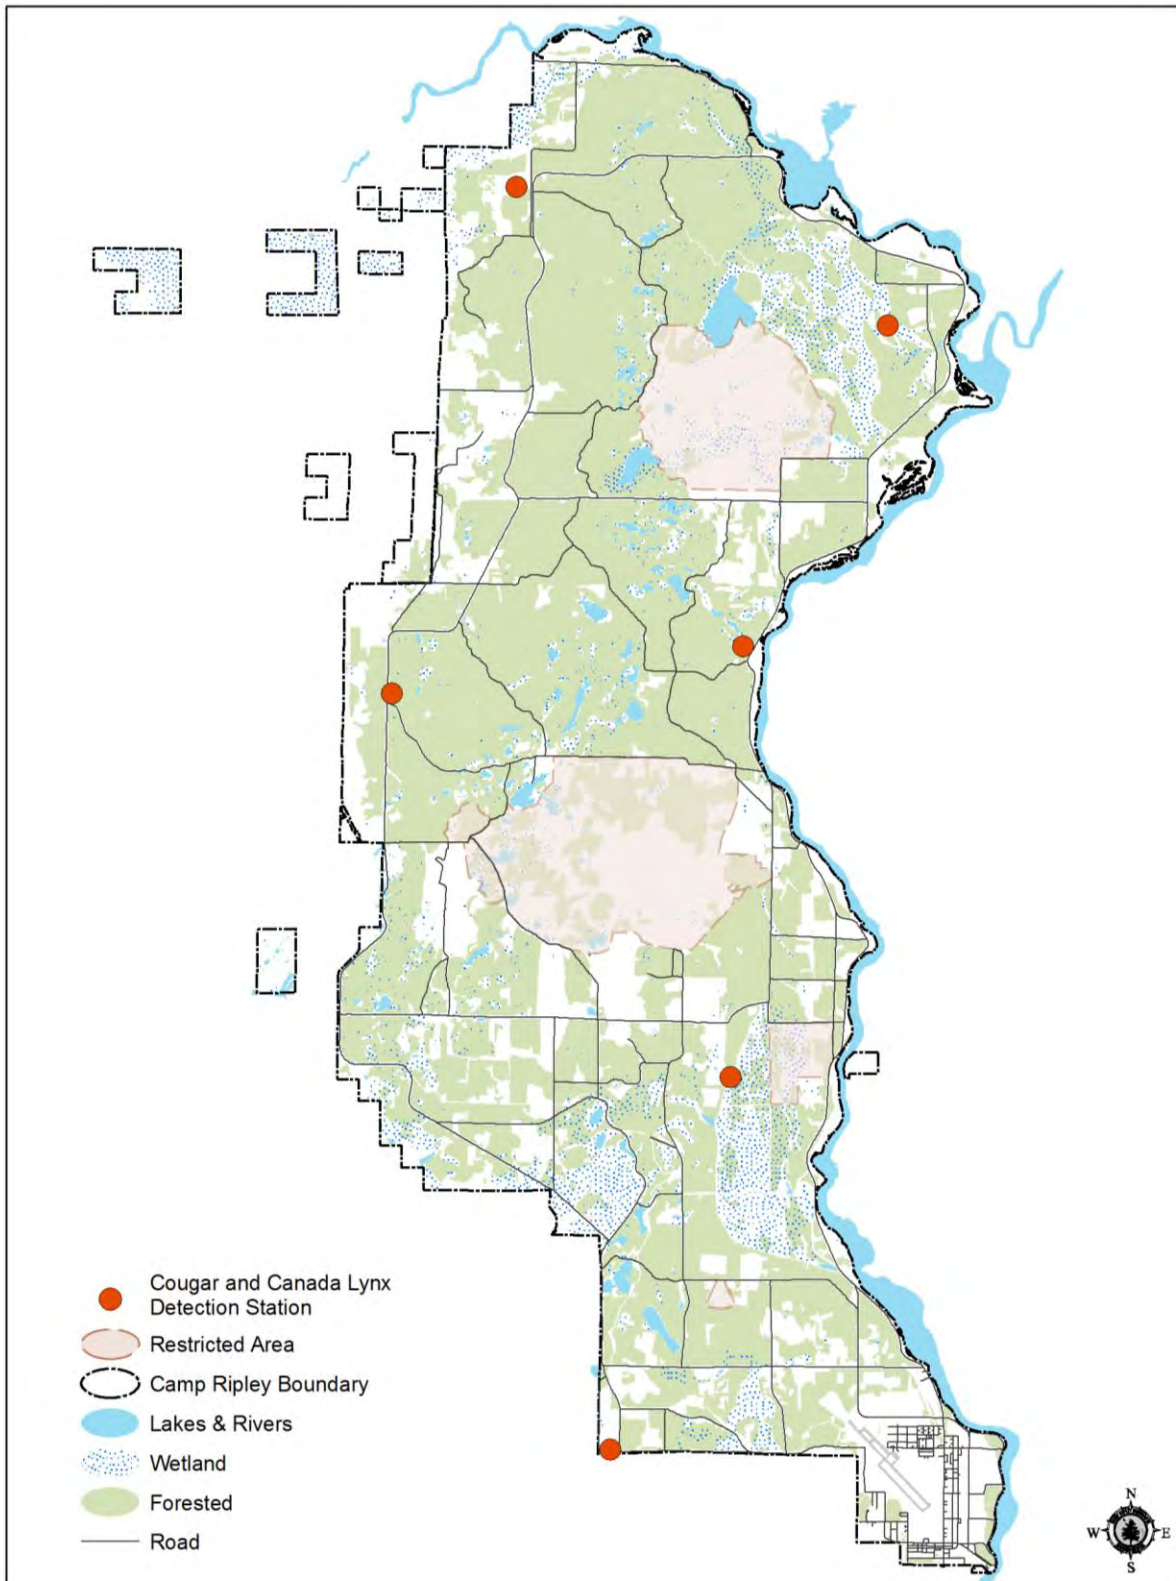 Cougar and Canada Lynx
Detection Station
Restricted Area
Camp Ripley Boundary
Lakes & Rivers
Wetland
Forested
Road
N
W E
S